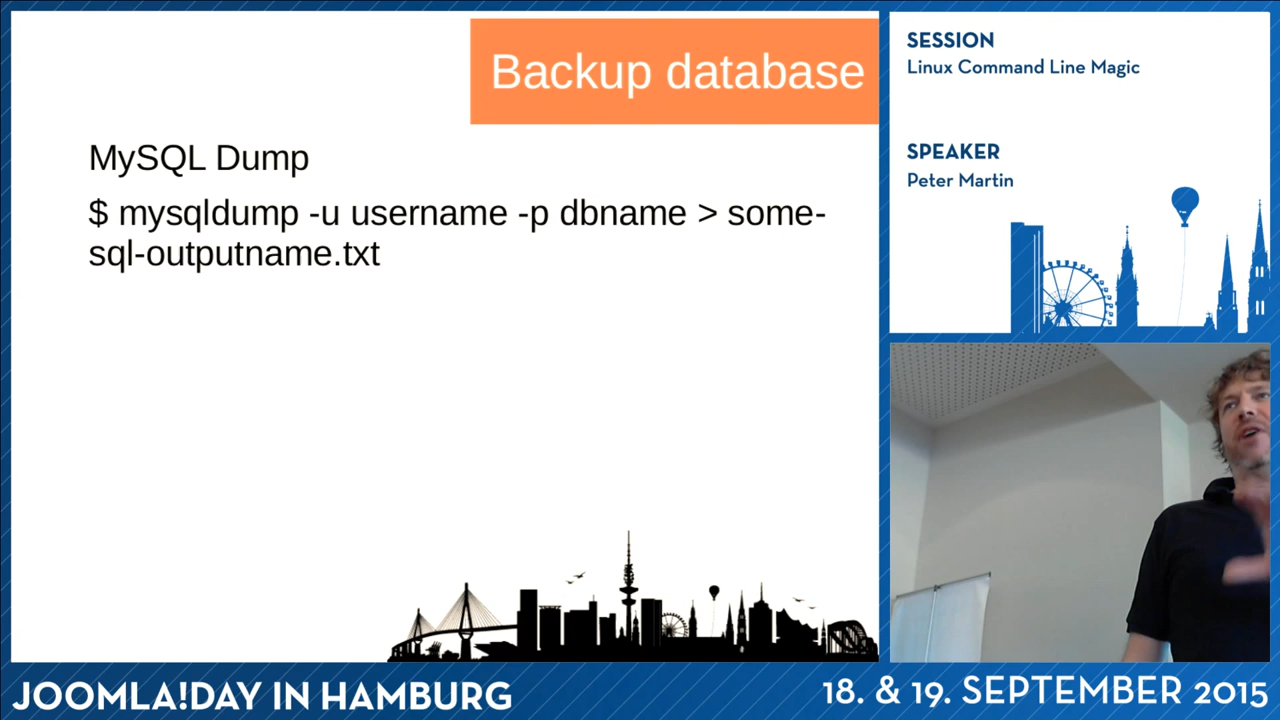 Backup database
MySQL Dump
$ mysqldump -u username -p dbname > some-
sql-outputname.txt
SESSION
Linux Command Line Magic
SPEAKER
Peter Martin
JOOMLA!DAY IN HAMBURG
18. & 19. SEPTEMBER 2015